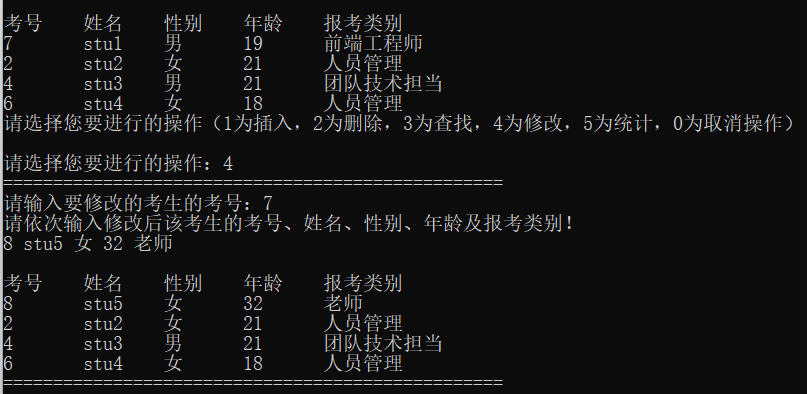 考号 姓名 性别 年龄 报考类别
7 stu1 男 19 前端工程师
2 stu2 女 21 人员管理
4 stu3 男 21 团队技术担当
6 stu4 女 18 人员管理
请选择您要进行的操作（1为插入，2为删除，3为查找，4为修改，5为统计，0为取消操作）
请选择您要进行的操作：4
==================================================
请输入要修改的考生的考号：7
请依次输入修改后该考生的考号、姓名、性别、年龄及报考类别！
8 stu5 女 32 老师
考号 姓名 性别 年龄 报考类别
8 stu5 女 32 老师
2 stu2 女 21 人员管理
4 stu3 男 21 团队技术担当
6 stu4 女 18 人员管理
==================================================